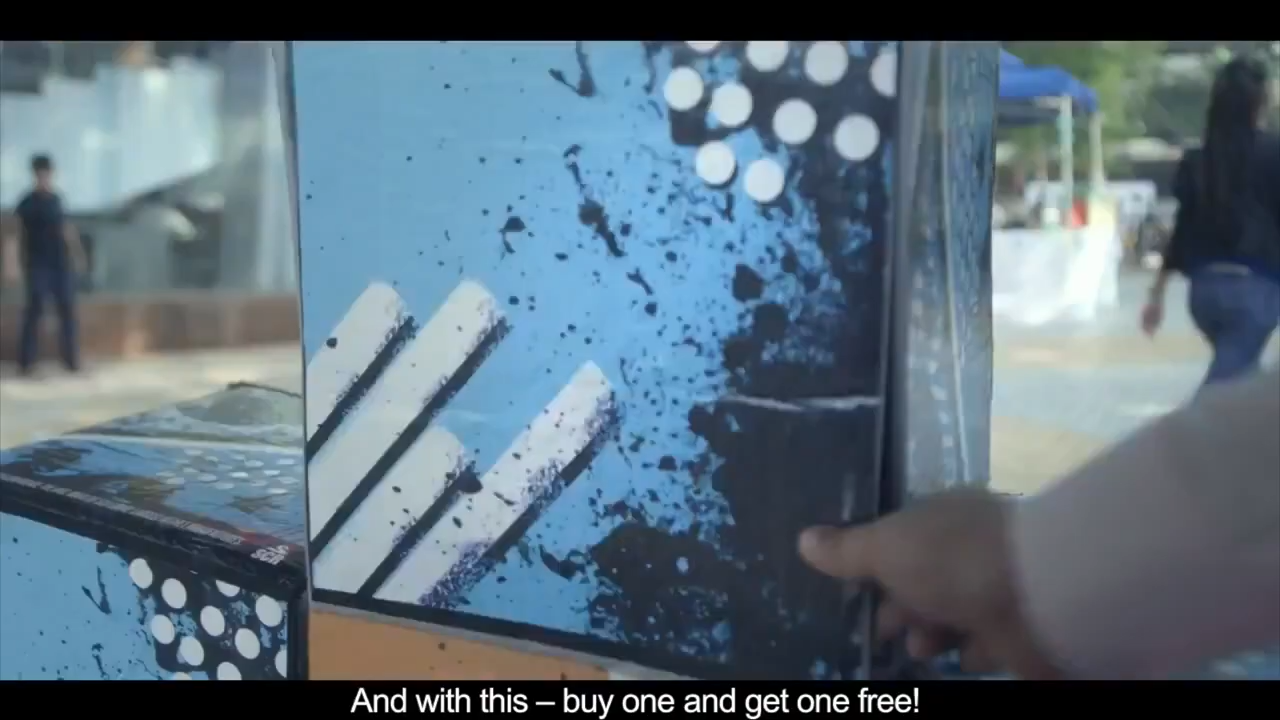 And with this – buy one and get one free!